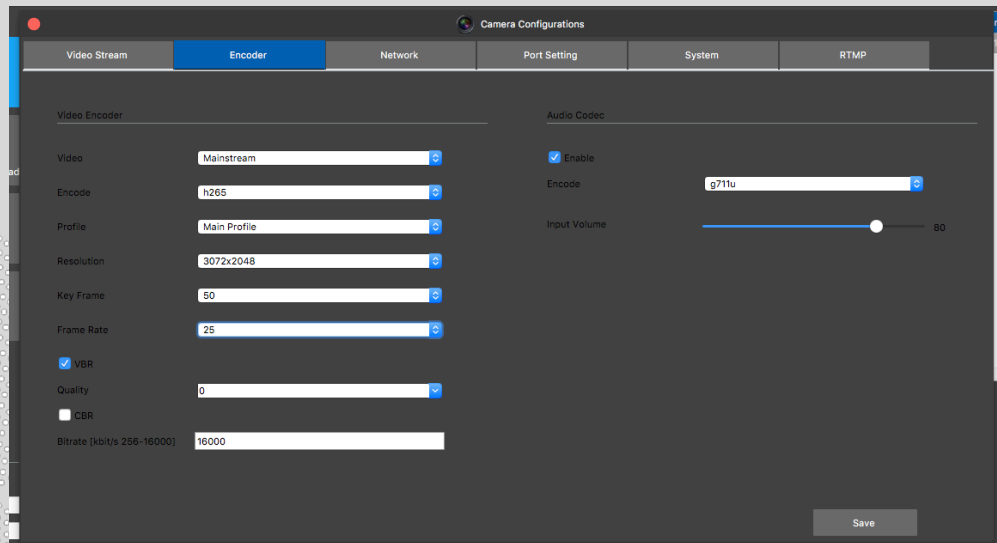 Camera Configurations
Video Stream
Encoder
Network
Port Setting
System
RTMP
Video Encoder
Video
Mainstream
Encode
h265
Profile
Main Profile
Resolution
3072x2048
Key Frame
50
Frame Rate
25
VBR
Quality
0
CBR
Bitrate [kbit/s 256-16000]
16000
Audio Codec
Enable
Encode
g711u
Input Volume
80
Save